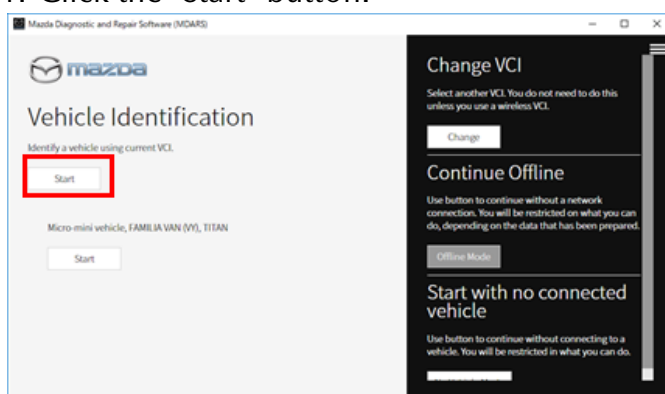 Click the "Start" button.
Mazda Diagnostic and Repair Software (MDARS)
mazda
Vehicle Identification
Identify a vehicle using current VCI.
Start
Micro-mini vehicle, FAMILIA VAN (VY), TITAN
Start
Change VCI
Select another VCI. You do not need to do this
unless you use a wireless VCI.
Change
Continue Offline
Use button to continue without a network
connection. You will be restricted on what you can
do, depending on the data that has been prepared.
Offline Mode
Start with no connected
vehicle
Use button to continue without connecting to a
vehicle. You will be restricted in what you can do.